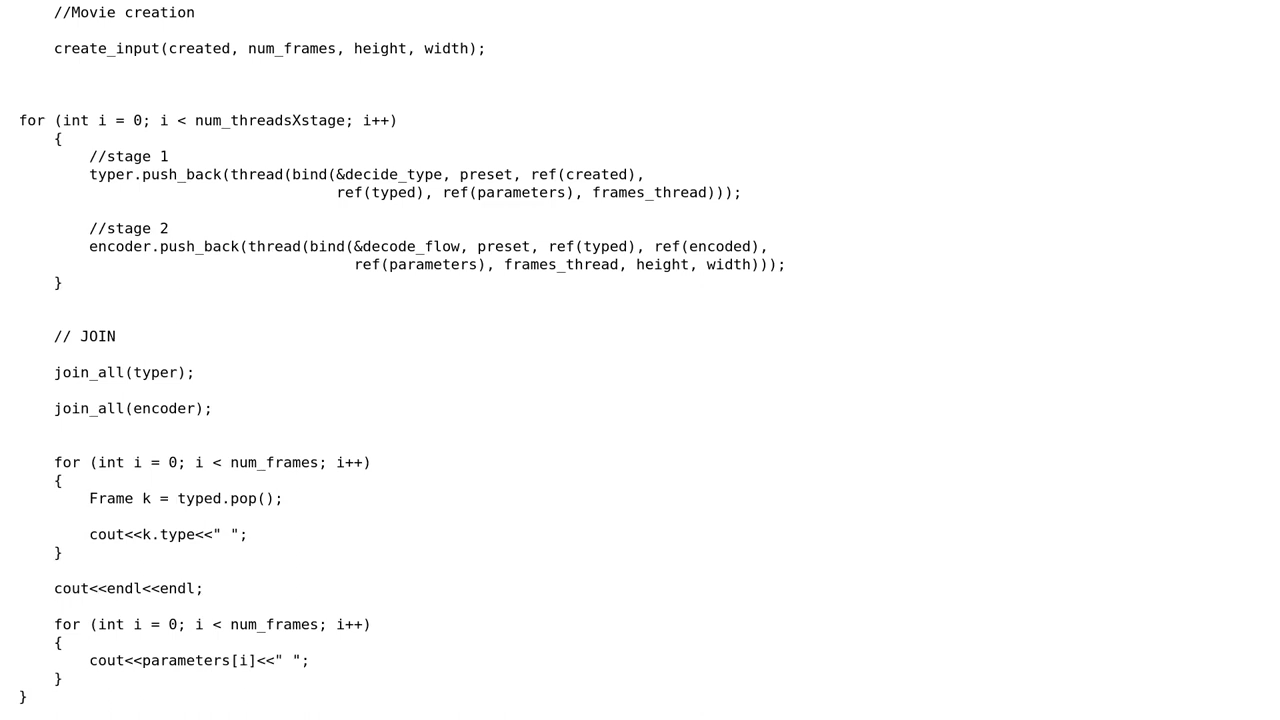 //Movie creation
create_input(created, num_frames, height, width);
for (int i = 0; i < num_threadsXstage; i++)
{
//stage 1
typer.push_back(thread(bind(&decide_type, preset, ref(created),
ref(typed), ref(parameters), frames_thread)));
//stage 2
encoder.push_back(thread(bind(&decode_flow, preset, ref(typed), ref(encoded),
ref(parameters), frames_thread, height, width)));
}
// JOIN
join_all(typer);
join_all(encoder);
for (int i = 0; i < num_frames; i++)
{
Frame k = typed.pop();
cout<<k.type<<" ";
}
cout<<endl<<endl;
for (int i = 0; i < num_frames; i++)
{
cout<<parameters[i]<<" ";
}
}